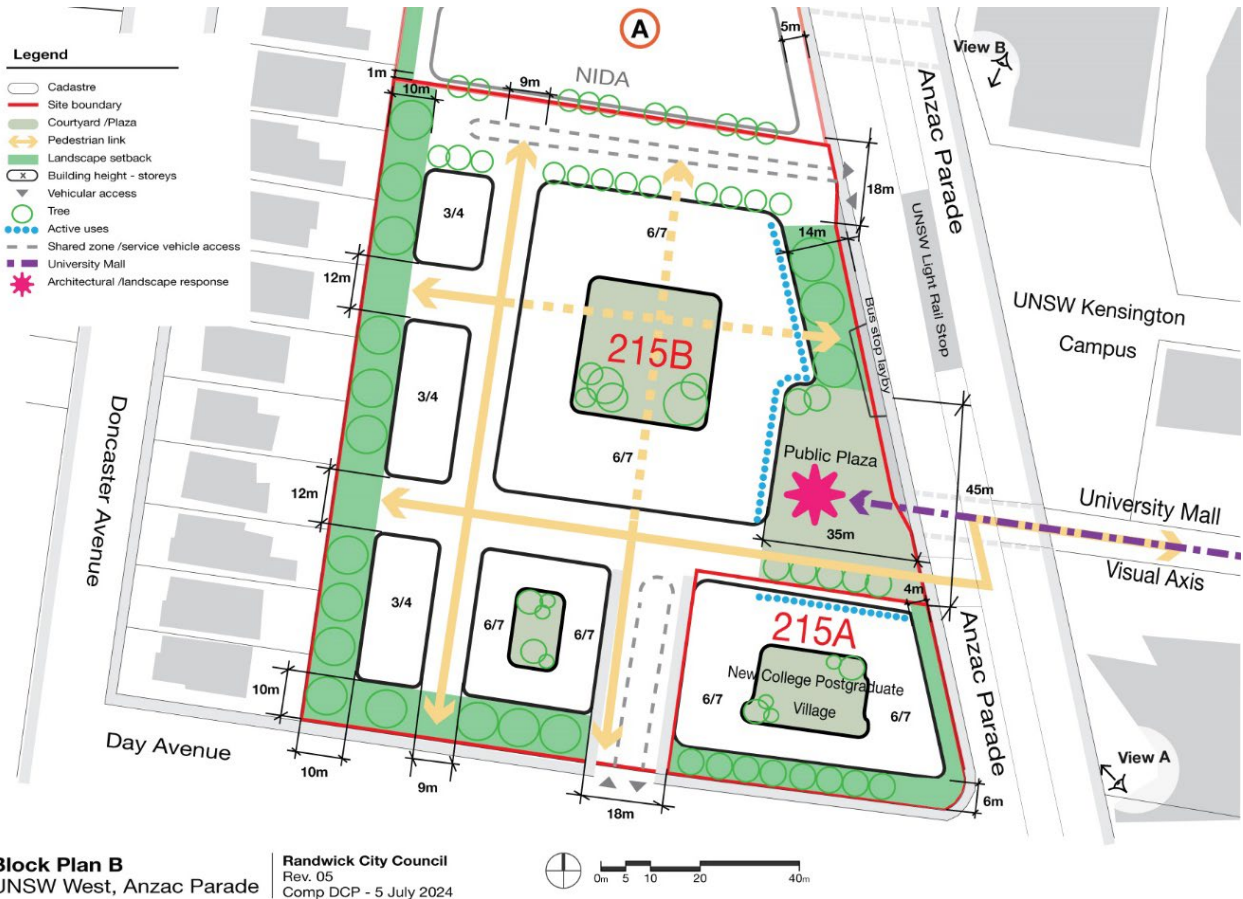 Legend
Cadastre
Site boundary
Courtyard /Plaza
Pedestrian link
Landscape setback
x Building height - storeys
Vehicular access
Tree
Active uses
Shared zone /service vehicle access
University Mall
Architectural /landscape response
A
NIDA
5m
View B
1m
10m
9m
Anzac Parade
18m
3/4
6/7
14m
UNSW Light Rail Stop
12m
Bus stop layby
UNSW Kensington
Campus
215B
3/4
Doncaster Avenue
6/7
Public Plaza
12m
45m
University Mall
35m
Visual Axis
3/4
6/7
6/7
4m
215A
Anzac Parade
New College Postgraduate
Village
6/7
6/7
10m
Day Avenue
10m
9m
18m
View A
6m
Block Plan B
UNSW West, Anzac Parade
Randwick City Council
Rev. 05
Comp DCP - 5 July 2024
0m 5 10 20 40m